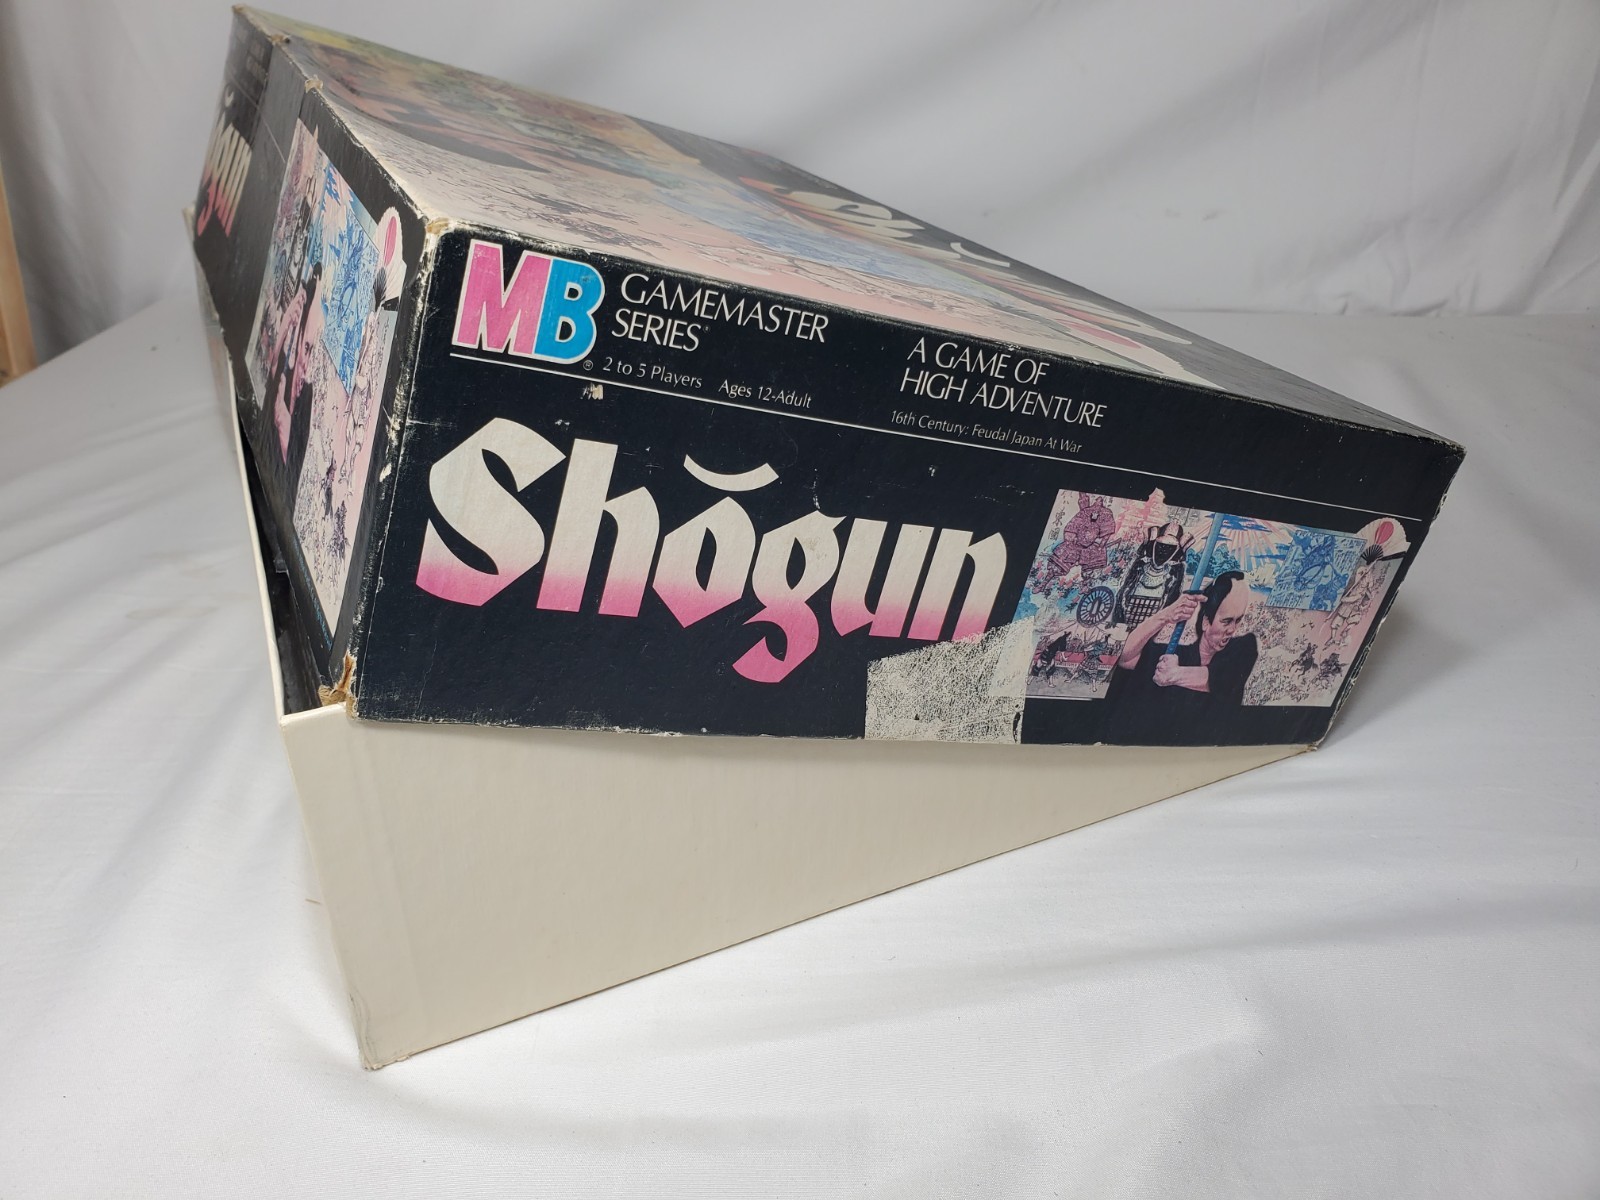 MB
GAMEMASTER
SERIES®
® 2 to 5 Players Ages 12-Adult
A GAME OF
HIGH ADVENTURE
16th Century: Feudal Japan At War
Shōgun